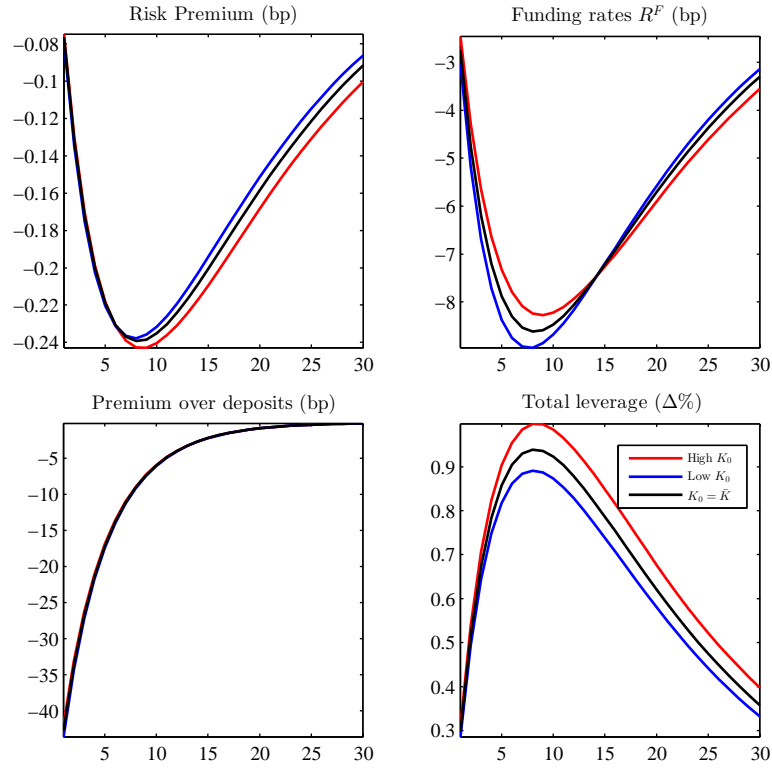 Risk Premium (bp)
−0.08
−0.1
−0.12
−0.14
−0.16
−0.18
−0.2
−0.22
−0.24
5 10 15 20 25 30
Funding rates R^F (bp)
−3
−4
−5
−6
−7
−8
5 10 15 20 25 30
Premium over deposits (bp)
−5
−10
−15
−20
−25
−30
−35
−40
5 10 15 20 25 30
Total leverage (Δ%)
0.9
0.8
0.7
0.6
0.5
0.4
0.3
5 10 15 20 25 30
High K₀
Low K₀
K₀ = K̄